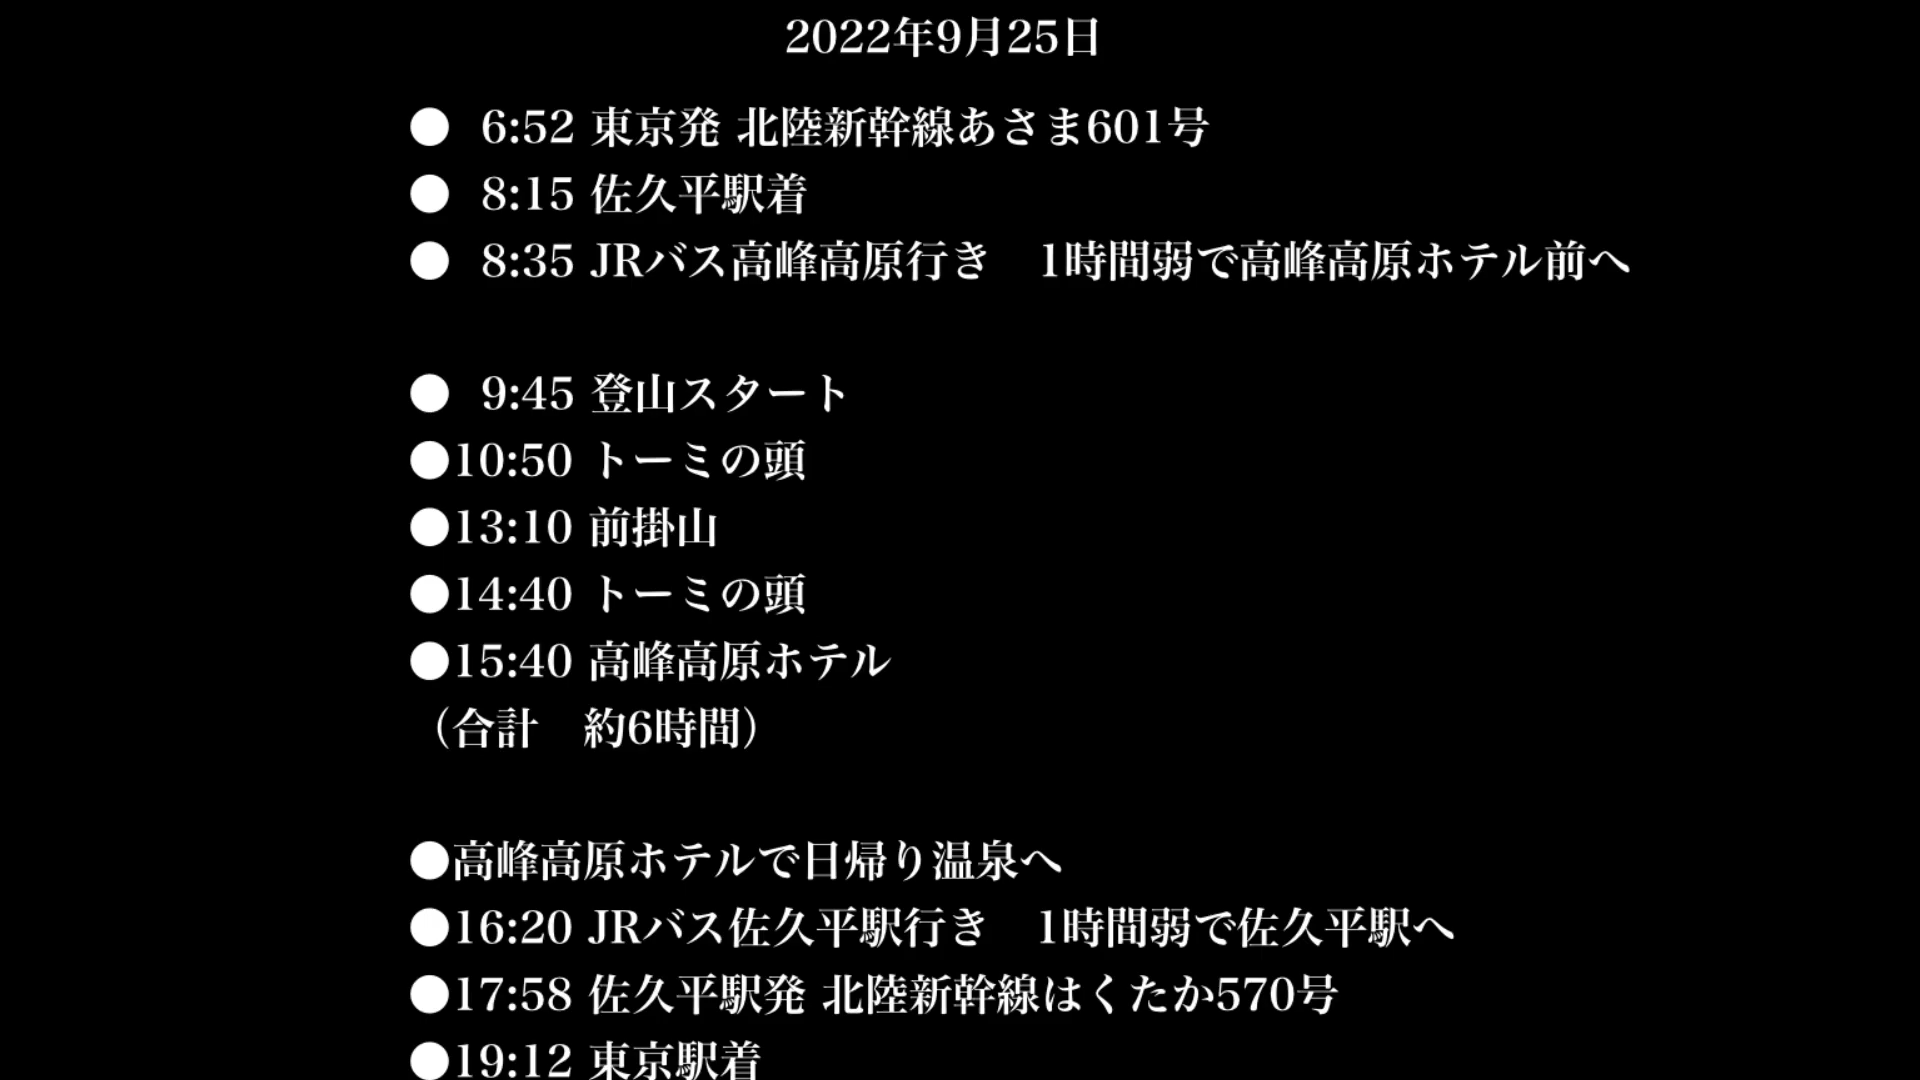 2022年9月25日
● 6:52 東京発 北陸新幹線あさま601号
● 8:15 佐久平駅着
● 8:35 JRバス高峰高原行き　1時間弱で高峰高原ホテル前へ
● 9:45 登山スタート
●10:50 トーミの頭
●13:10 前掛山
●14:40 トーミの頭
●15:40 高峰高原ホテル
（合計　約6時間）
●高峰高原ホテルで日帰り温泉へ
●16:20 JRバス佐久平駅行き　1時間弱で佐久平駅へ
●17:58 佐久平駅発 北陸新幹線はくたか570号
●19:12 東京駅着